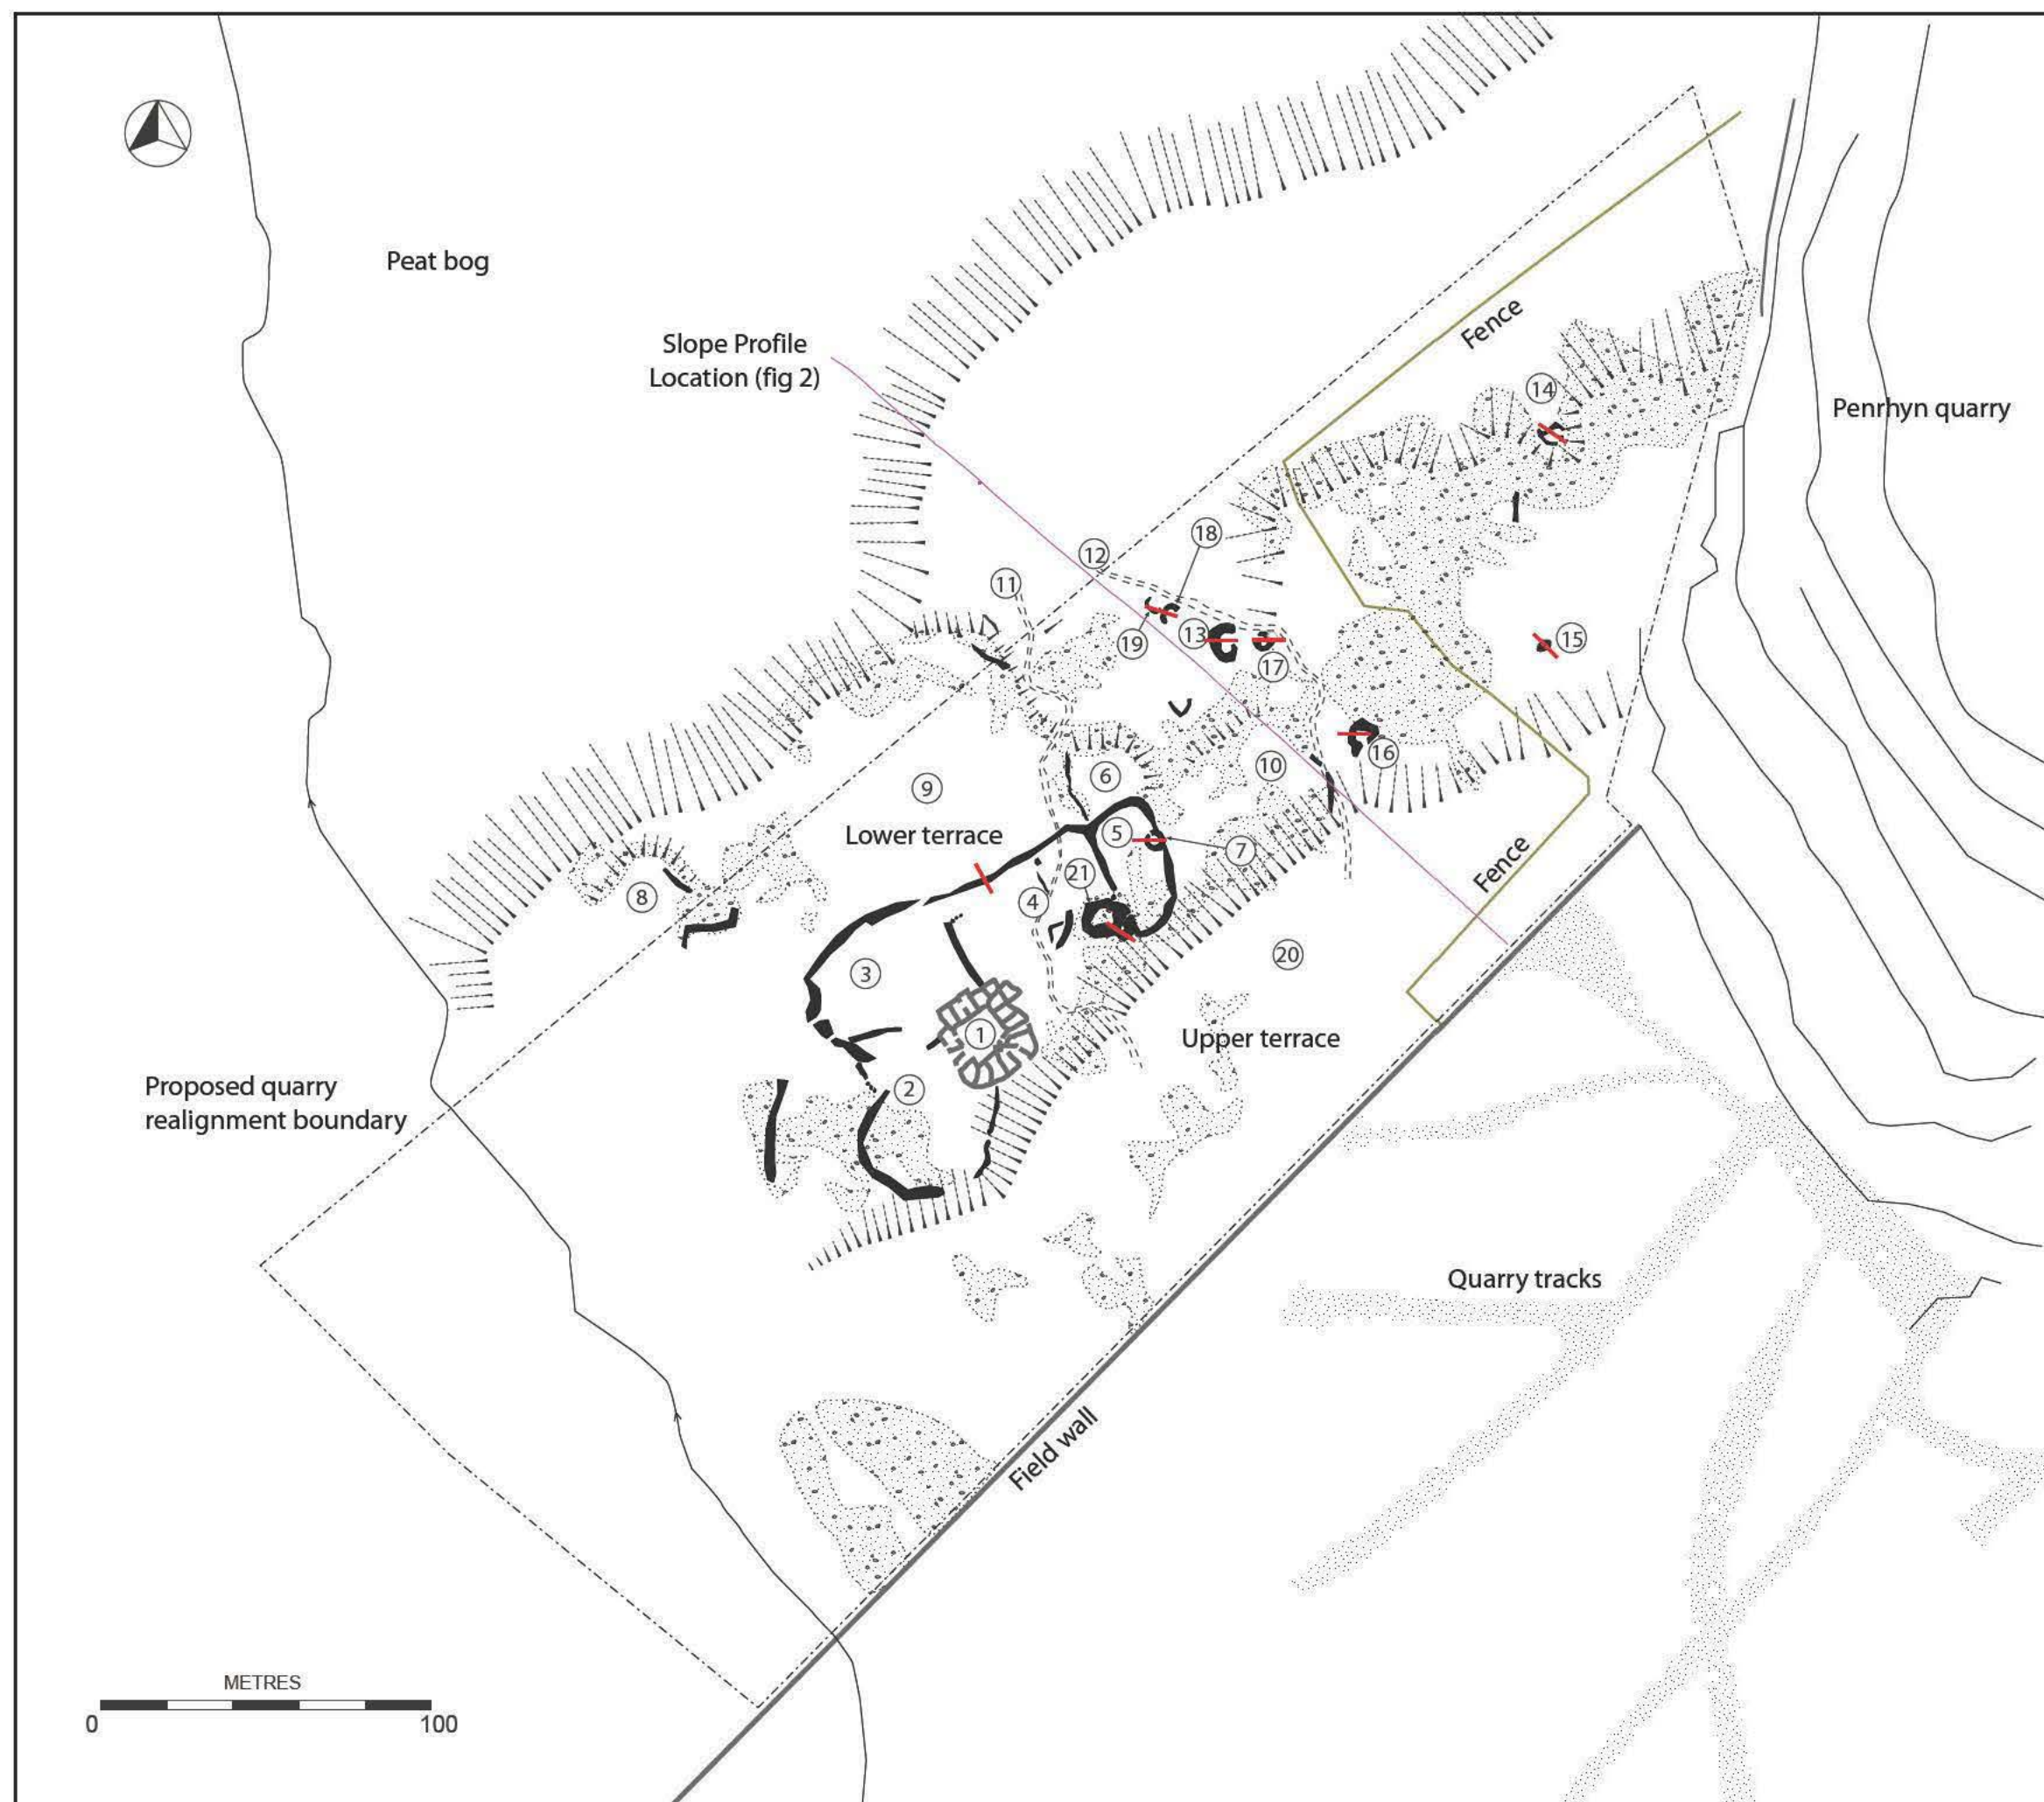 Peat bog
Slope Profile
Location (fig 2)
Fence
14
Penrhyn quarry
18
12
11
19
13
17
15
16
10
6
9
Lower terrace
5
7
21
8
4
20
3
1
Upper terrace
2
Fence
Proposed quarry
realignment boundary
Quarry tracks
Field wall
METRES
0
100